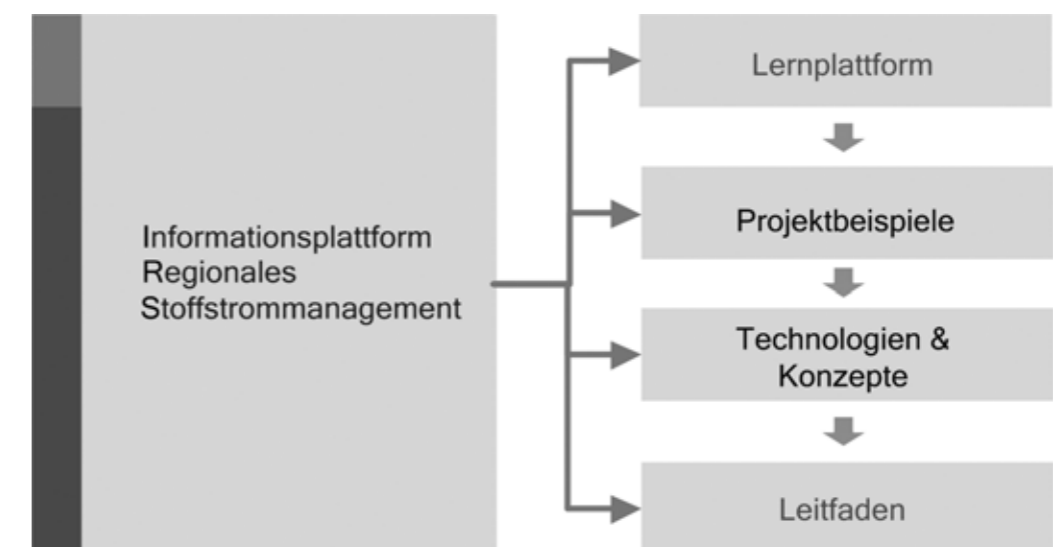 Informationsplattform
Regionales
Stoffstrommanagement
Lernplattform
Projektbeispiele
Technologien &
Konzepte
Leitfaden